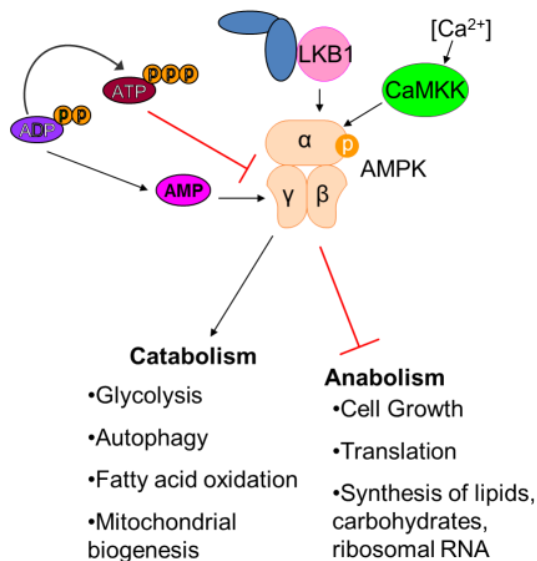 [Ca²⁺]
LKB1
CaMKK
P P P
ATP
P P
ADP
α
P
AMPK
AMP
γ
β
Catabolism
•Glycolysis
•Autophagy
•Fatty acid oxidation
•Mitochondrial
biogenesis
Anabolism
•Cell Growth
•Translation
•Synthesis of lipids,
carbohydrates,
ribosomal RNA